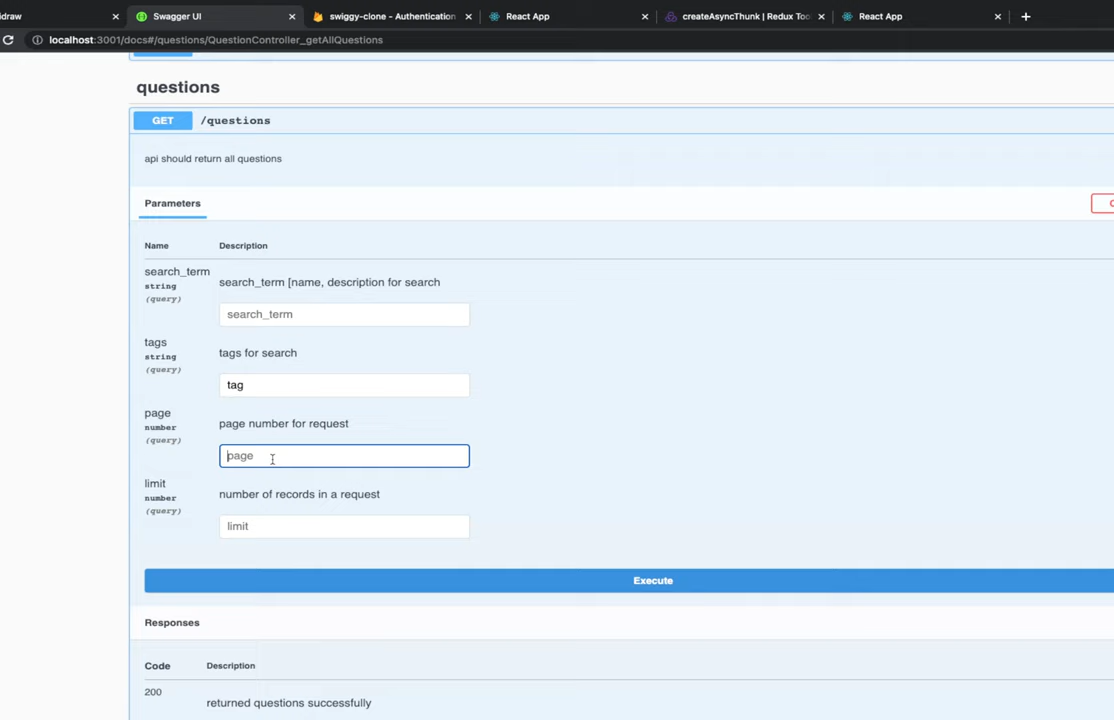 idraw
Swagger UI
swiggy-clone - Authentication
React App
createAsyncThunk | Redux Too
React App
localhost:3001/docs#/questions/QuestionController_getAllQuestions
questions
GET /questions
api should return all questions
Parameters
Name Description
search_term
string
(query)
search_term [name, description for search
search_term
tags
string
(query)
tags for search
tag
page
number
(query)
page number for request
page
limit
number
(query)
number of records in a request
limit
Execute
Responses
Code Description
200
returned questions successfully